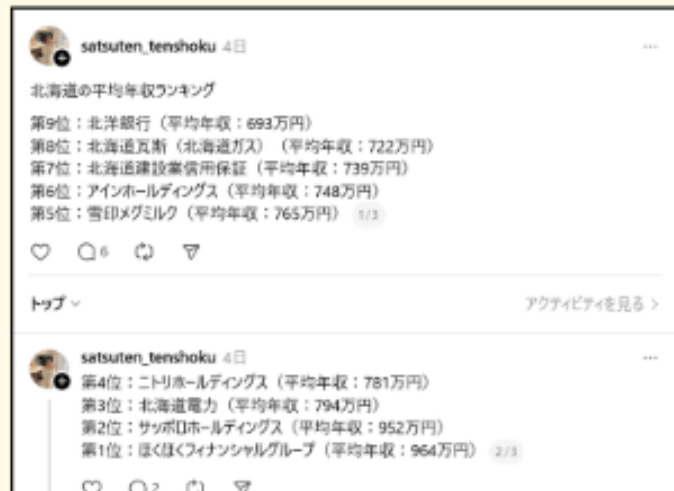 satsuten_tenshoku 4日
北海道の平均年収ランキング
第9位：北洋銀行（平均年収：693万円）
第8位：北海道瓦斯（北海道ガス）（平均年収：722万円）
第7位：北海道建設業信用保証（平均年収：739万円）
第6位：アインホールディングス（平均年収：748万円）
第5位：雪印メグミルク（平均年収：765万円） 1/3
6
トップ
アクティビティを見る
satsuten_tenshoku 4日
第4位：ニトリホールディングス（平均年収：781万円）
第3位：北海道電力（平均年収：794万円）
第2位：サッポロホールディングス（平均年収：952万円）
第1位：ほくほくフィナンシャルグループ（平均年収：964万円） 2/3
2